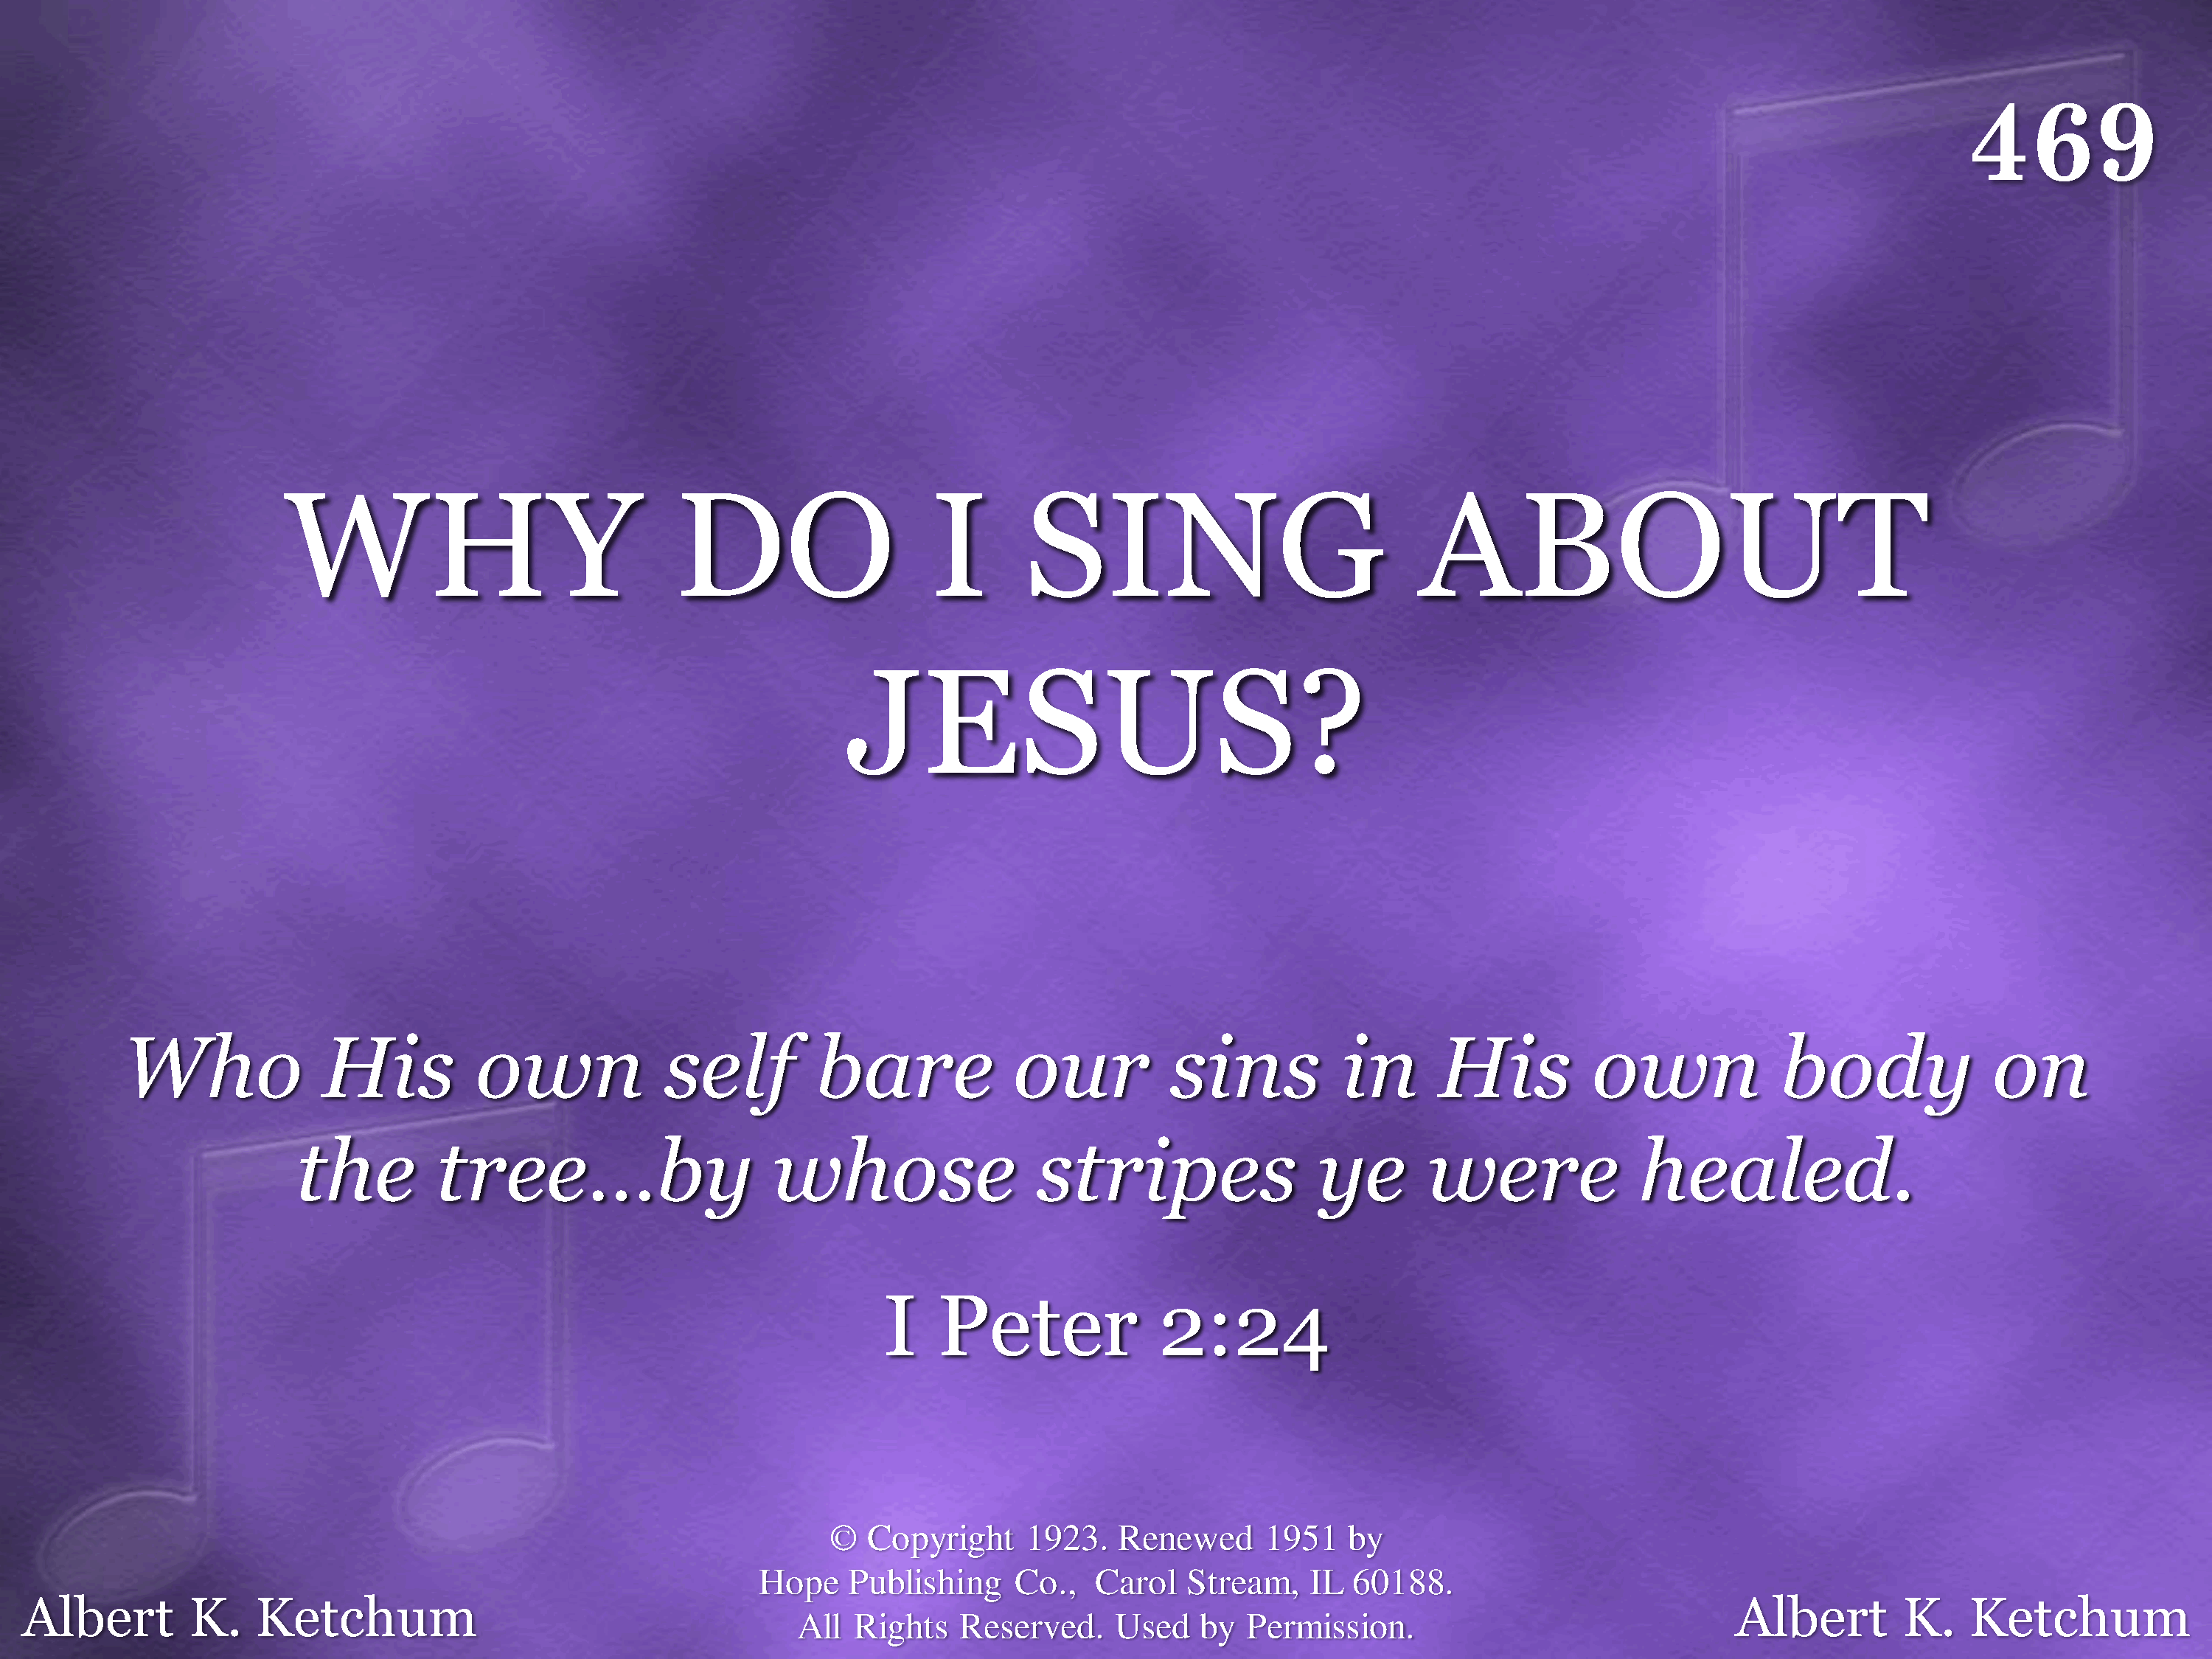 469
WHY DO I SING ABOUT
JESUS?
Who His own self bare our sins in His own body on
the tree...by whose stripes ye were healed.
I Peter 2:24
© Copyright 1923. Renewed 1951 by
Hope Publishing Co., Carol Stream, IL 60188.
All Rights Reserved. Used by Permission.
Albert K. Ketchum
Albert K. Ketchum